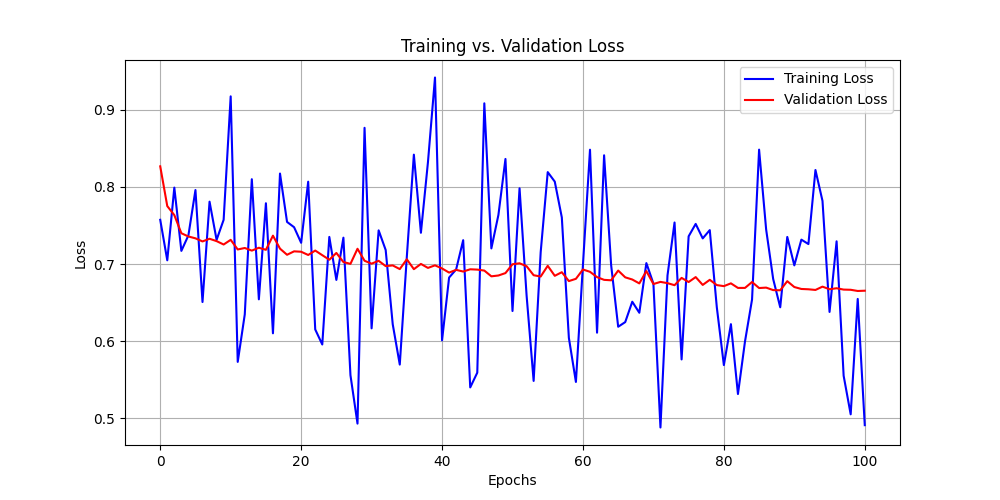 Training vs. Validation Loss
Training Loss
Validation Loss
Loss
0.9
0.8
0.7
0.6
0.5
0 20 40 60 80 100
Epochs